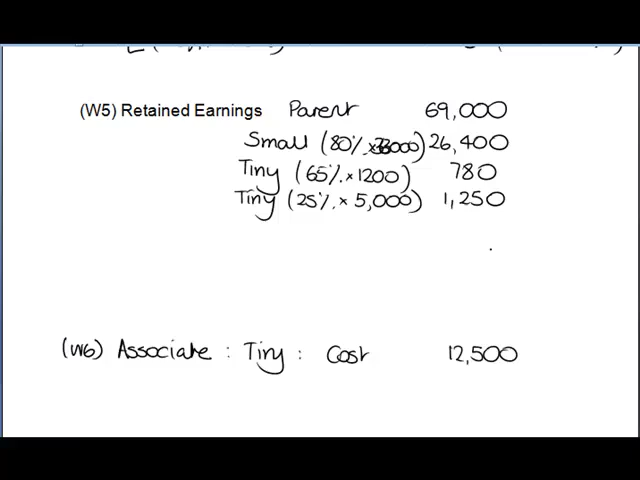 (W5) Retained Earnings Parent 69,000
Small (80% x 33000) 26,400
Tiny (65% x 1200) 780
Tiny (25% x 5,000) 1,250
(W6) Associate : Tiny : Cost 12,500